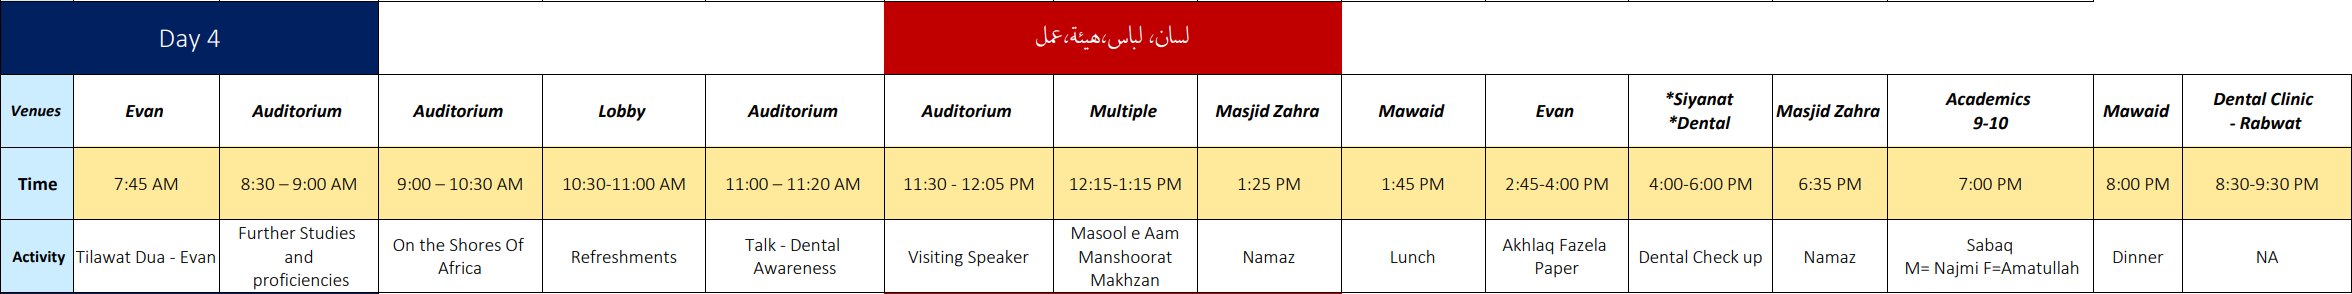 Day 4
لسان، لباس،هيئة،عمل
Venues
Evan
Auditorium
Auditorium
Lobby
Auditorium
Auditorium
Multiple
Masjid Zahra
Mawaid
Evan
*Siyanat
*Dental
Masjid Zahra
Academics
9-10
Mawaid
Dental Clinic
- Rabwat
Time
7:45 AM
8:30 – 9:00 AM
9:00 – 10:30 AM
10:30-11:00 AM
11:00 – 11:20 AM
11:30 - 12:05 PM
12:15-1:15 PM
1:25 PM
1:45 PM
2:45-4:00 PM
4:00-6:00 PM
6:35 PM
7:00 PM
8:00 PM
8:30-9:30 PM
Activity
Tilawat Dua - Evan
Further Studies
and
proficiencies
On the Shores Of
Africa
Refreshments
Talk - Dental
Awareness
Visiting Speaker
Masool e Aam
Manshoorat
Makhzan
Namaz
Lunch
Akhlaq Fazela
Paper
Dental Check up
Namaz
Sabaq
M= Najmi F=Amatullah
Dinner
NA